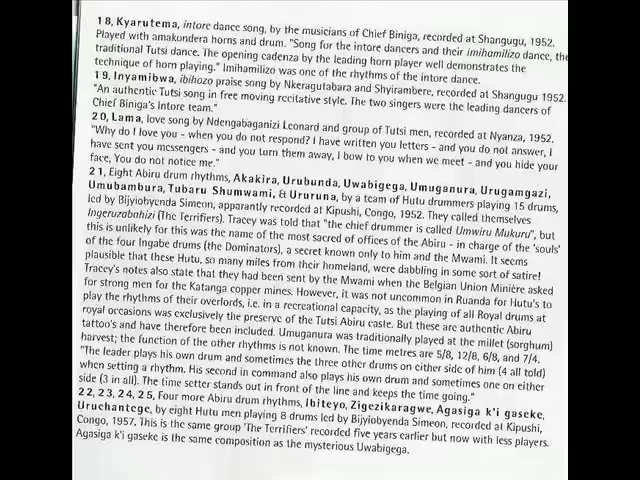 18, Kyarutema, intore dance song, by the musicians of Chief Biniga, recorded at Shangugu, 1952.
Played with amakondera horns and drum. "Song for the intore dancers and their imihamilizo dance, the
traditional Tutsi dance. The opening cadenza by the leading horn player well demonstrates the
technique of horn playing." Imihamilizo was one of the rhythms of the intore dance.
19, Inyamibwa, ibihozo praise song by Nkeragutabara and Shyirambere, recorded at Shangugu 1952.
"An authentic Tutsi song in free moving recitative style. The two singers were the leading dancers of
Chief Biniga's Intore team."
20, Lama, love song by Ndengabaganizi Leonard and group of Tutsi men, recorded at Nyanza, 1952.
"Why do I love you - when you do not respond? I have written you letters - and you do not answer, I
have sent you messengers - and you turn them away, I bow to you when we meet - and you hide your
face, You do not notice me."
21, Eight Abiru drum rhythms, Akakira, Urubunda, Uwabigega, Umuganura, Urugamgazi,
Umubambura, Tubaru Shumwami, & Ururuna, by a team of Hutu drummers playing 15 drums,
led by Bijyiobyenda Simeon, apparantly recorded at Kipushi, Congo, 1952. They called themselves
Ingeruzabahizi (The Terrifiers). Tracey was told that "the chief drummer is called Umwiru Mukuru", but
this is unlikely for this was the name of the most sacred of offices of the Abiru - in charge of the 'souls'
of the four Ingabe drums (the Dominators), a secret known only to him and the Mwami. It seems
plausible that these Hutu, so many miles from their homeland, were dabbling in some sort of satire!
Tracey's notes also state that they had been sent by the Mwami when the Belgian Union Minière asked
for strong men for the Katanga copper mines. However, it was not uncommon in Ruanda for Hutu's to
play the rhythms of their overlords, i.e. in a recreational capacity, as the playing of all Royal drums at
royal occasions was exclusively the preserve of the Tutsi Abiru caste. But these are authentic Abiru
tattoo's and have therefore been included. Umuganura was traditionally played at the millet (sorghum)
harvest; the function of the other rhythms is not known. The time metres are 5/8, 12/8, 6/8, and 7/4.
"The leader plays his own drum and sometimes the three other drums on either side of him (4 all told)
when setting a rhythm. His second in command also plays his own drum and sometimes one on either
side (3 in all). The time setter stands out in front of the line and keeps the time going."
22, 23, 24, 25, Four more Abiru drum rhythms, Ibiteyo, Zigezikaragwe, Agasiga k'i gaseke,
Uruchantege, by eight Hutu men playing 8 drums led by Bijyiobyenda Simeon, recorded at Kipushi,
Congo, 1957. This is the same group 'The Terrifiers' recorded five years earlier but now with less players.
Agasiga k'i gaseke is the same composition as the mysterious Uwabigega.